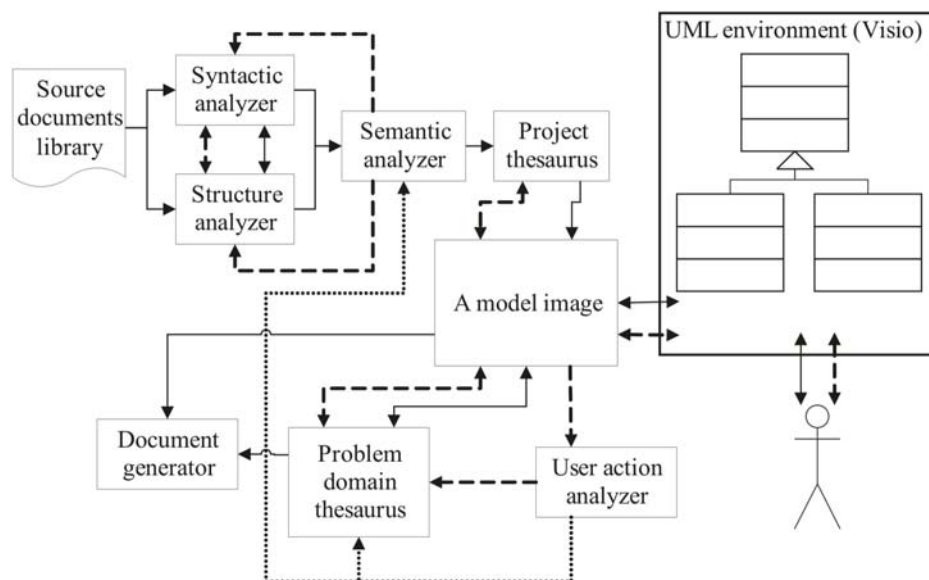 UML environment (Visio)
Source
documents
library
Syntactic
analyzer
Structure
analyzer
Semantic
analyzer
Project
thesaurus
A model image
Document
generator
Problem
domain
thesaurus
User action
analyzer